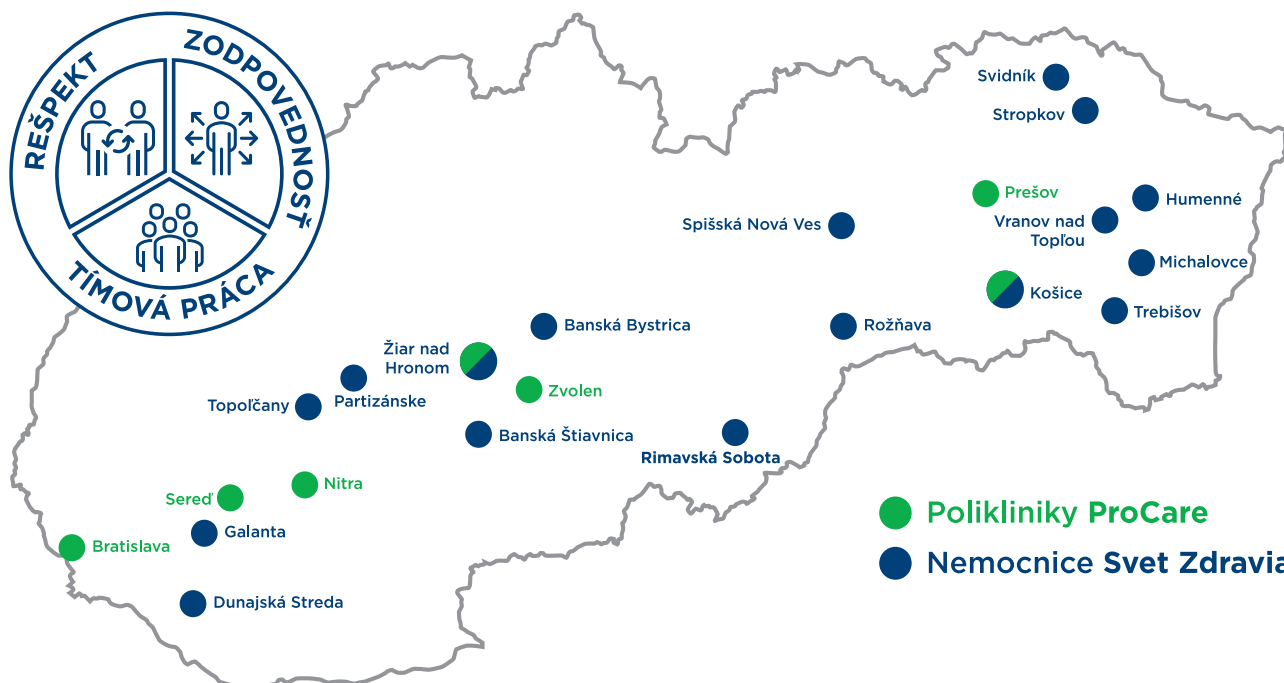 REŠPEKT
ZODPOVEDNOSŤ
TÍMOVÁ PRÁCA
Svidník
Stropkov
Prešov
Humenné
Vranov nad
Topľou
Spišská Nová Ves
Michalovce
Košice
Trebišov
Banská Bystrica
Rožňava
Žiar nad
Hronom
Zvolen
Partizánske
Topoľčany
Banská Štiavnica
Rimavská Sobota
Nitra
Sereď
Galanta
Bratislava
Dunajská Streda
Polikliniky ProCare
Nemocnice Svet Zdravia